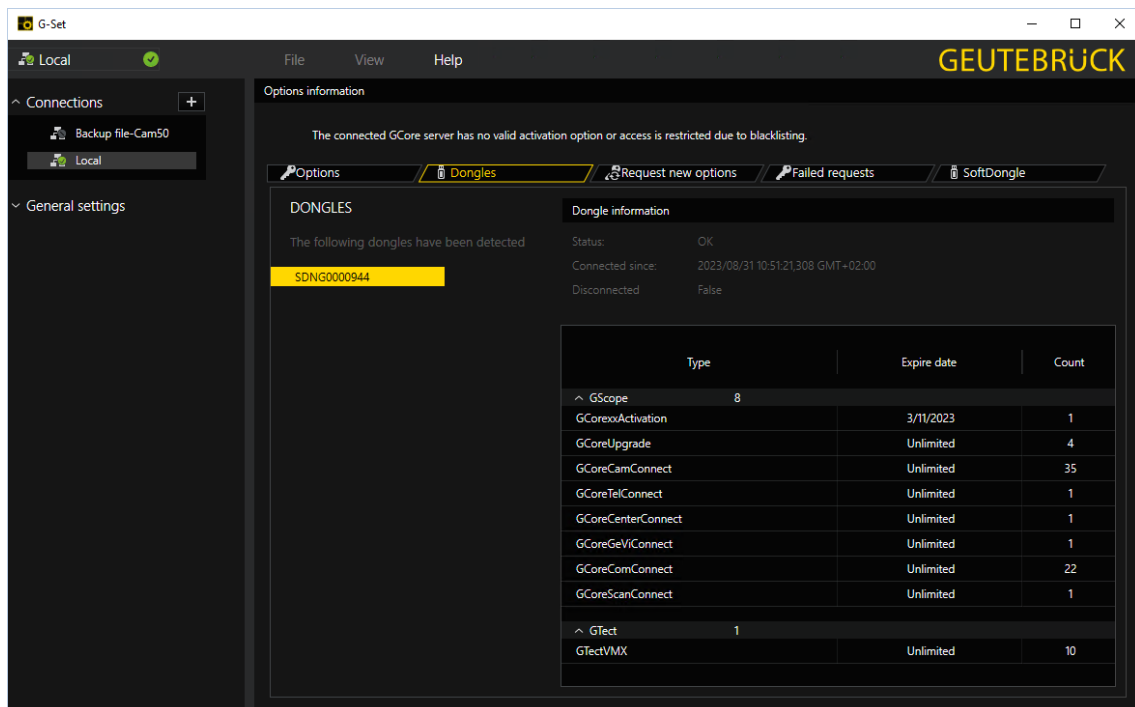 G-Set
Local
File View Help
GEUTEBRÜCK
Connections +
Backup file-Cam50
Local
General settings
Options information
The connected GCore server has no valid activation option or access is restricted due to blacklisting.
Options Dongles Request new options Failed requests SoftDongle
DONGLES
The following dongles have been detected
SDNG0000944
Dongle information
Status: OK
Connected since: 2023/08/31 10:51:21,308 GMT+02:00
Disconnected False
Type Expire date Count
GScope 8
GCorexxActivation 3/11/2023 1
GCoreUpgrade Unlimited 4
GCoreCamConnect Unlimited 35
GCoreTelConnect Unlimited 1
GCoreCenterConnect Unlimited 1
GCoreGeViConnect Unlimited 1
GCoreComConnect Unlimited 22
GCoreScanConnect Unlimited 1
GTect 1
GTectVMX Unlimited 10